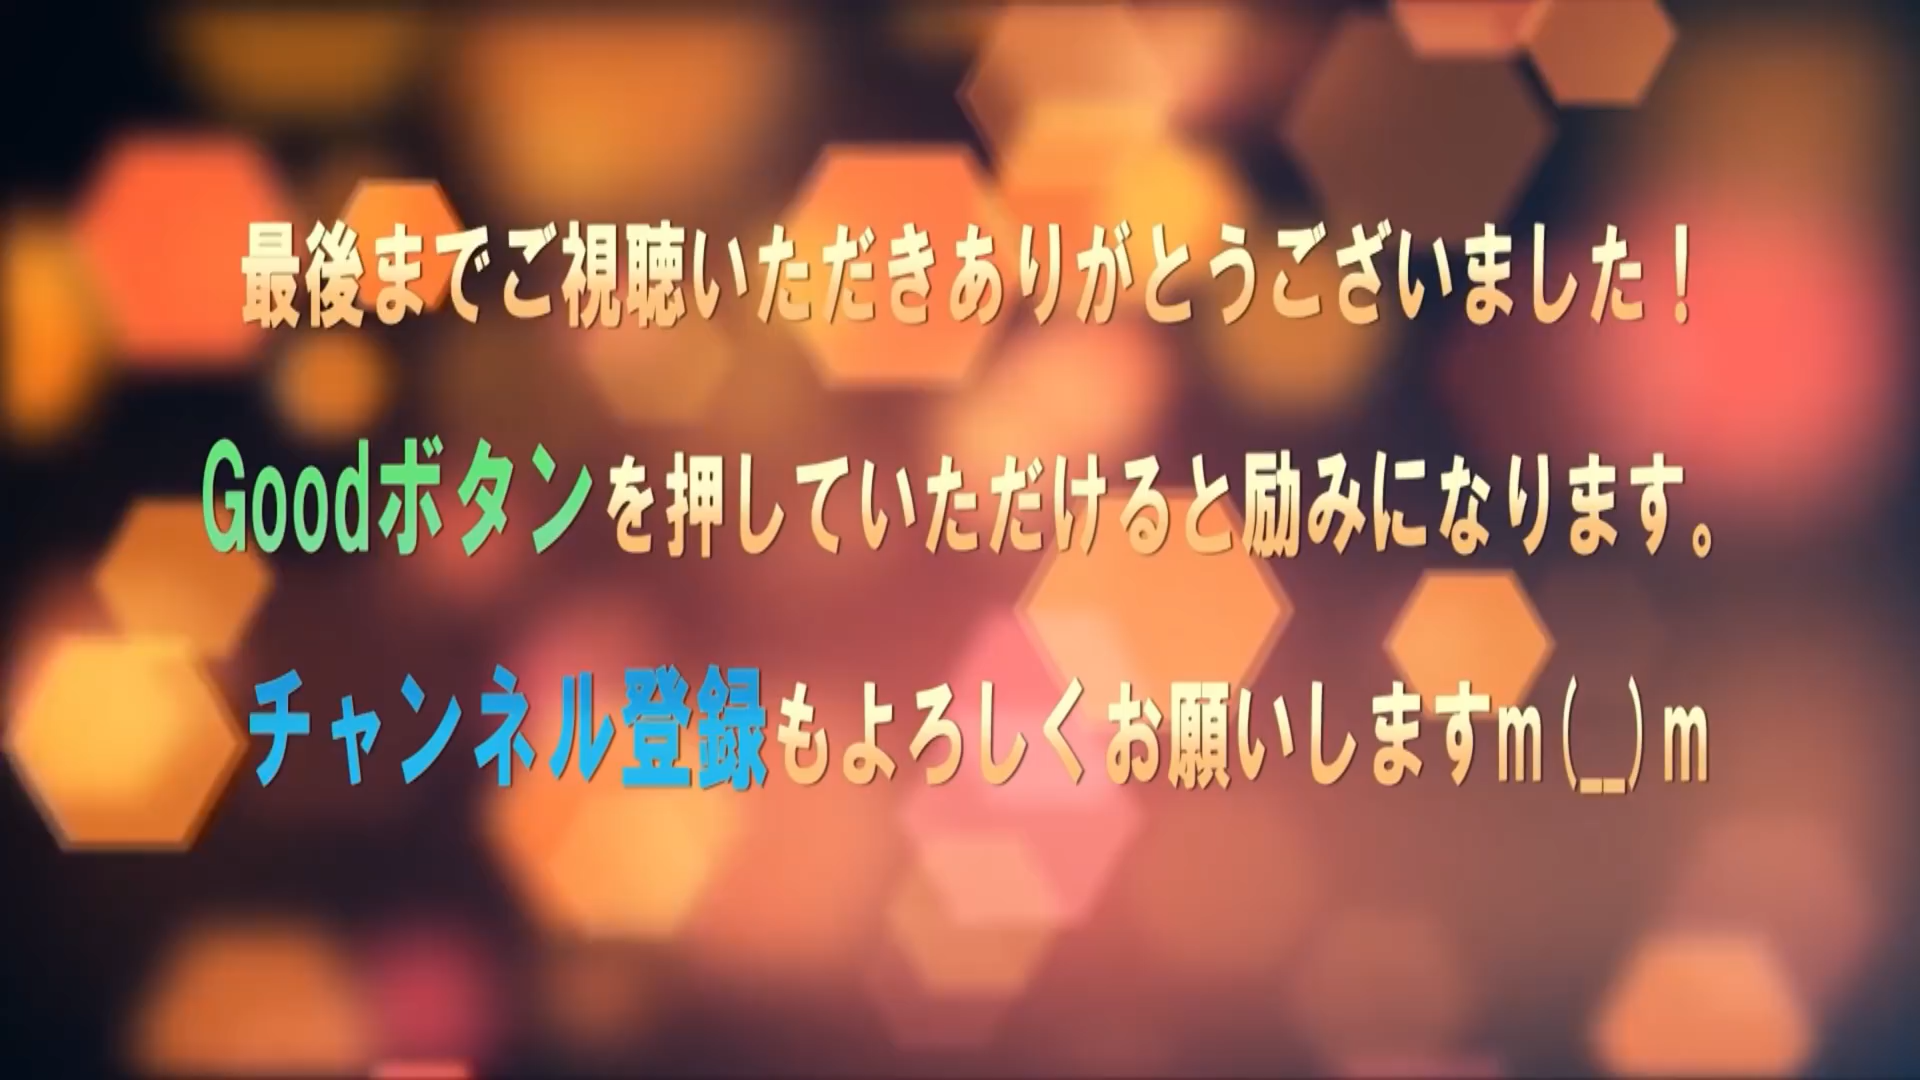 最後までご視聴いただきありがとうございました！
Goodボタンを押していただけると励みになります。
チャンネル登録もよろしくお願いしますm(__)m